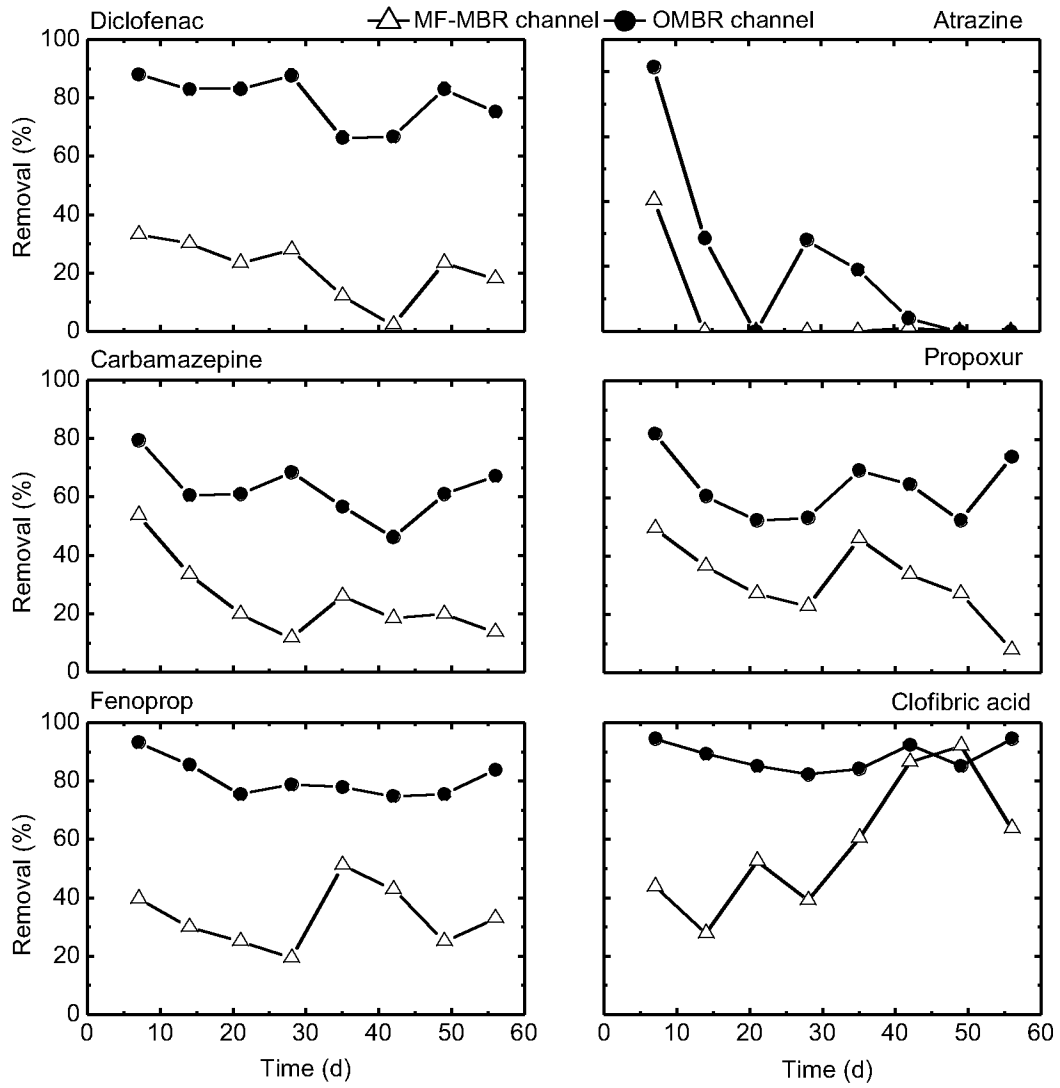 Diclofenac
MF-MBR channel
OMBR channel
Atrazine
100
80
60
40
20
0
Removal (%)
Carbamazepine
Propoxur
100
80
60
40
20
0
Removal (%)
Fenoprop
Clofibric acid
100
80
60
40
20
0
Removal (%)
0 10 20 30 40 50 60
0 10 20 30 40 50 60
Time (d)
Time (d)